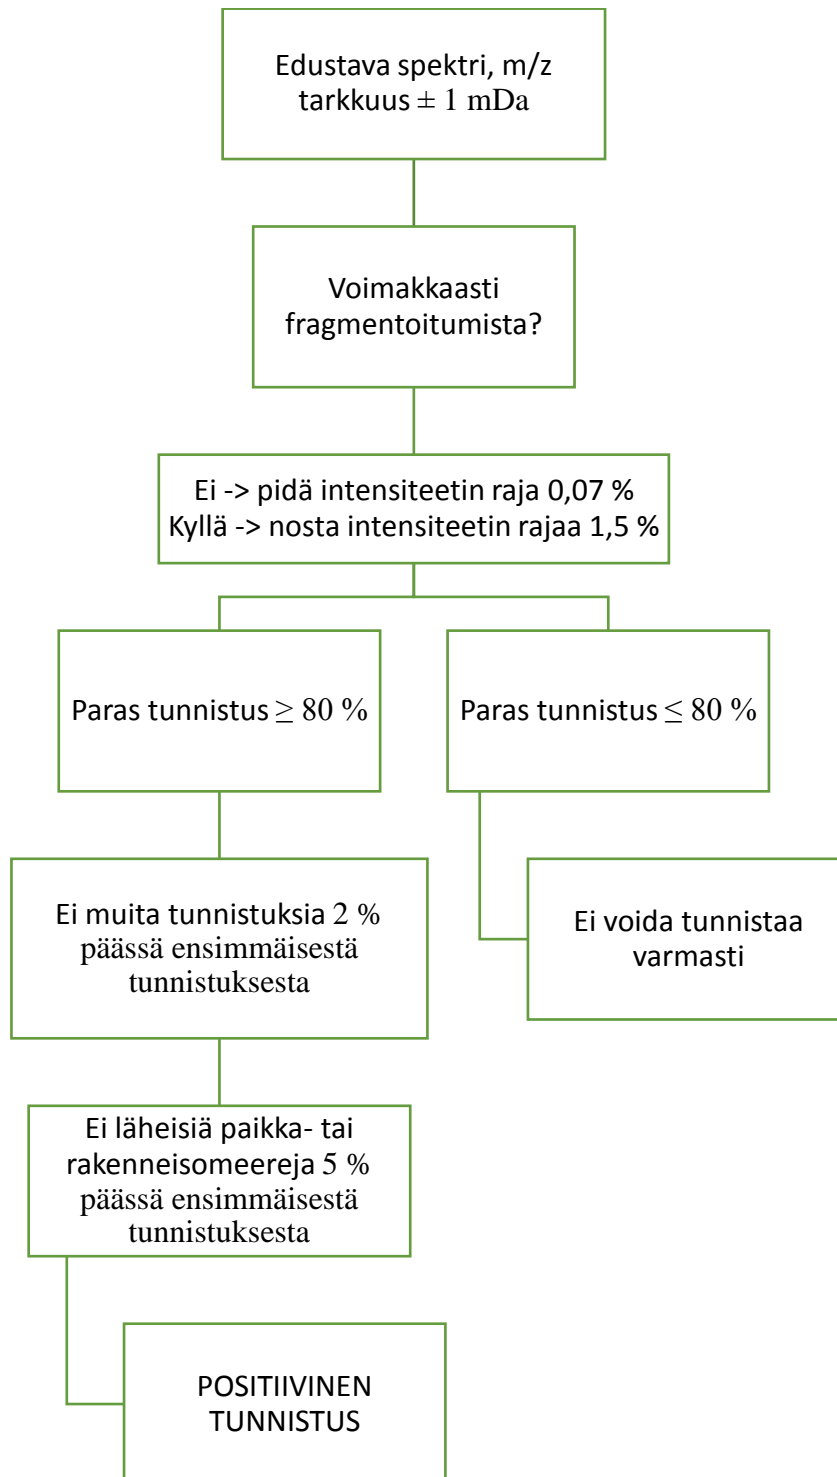 Edustava spektri, m/z
tarkkuus ± 1 mDa
Voimakkaasti
fragmentoitumista?
Ei -> pidä intensiteetin raja 0,07 %
Kyllä -> nosta intensiteetin rajaa 1,5 %
Paras tunnistus ≥ 80 %
Paras tunnistus ≤ 80 %
Ei muita tunnistuksia 2 %
päässä ensimmäisestä
tunnistuksesta
Ei voida tunnistaa
varmasti
Ei läheisiä paikka- tai
rakenneisomeereja 5 %
päässä ensimmäisestä
tunnistuksesta
POSITIIVINEN
TUNNISTUS